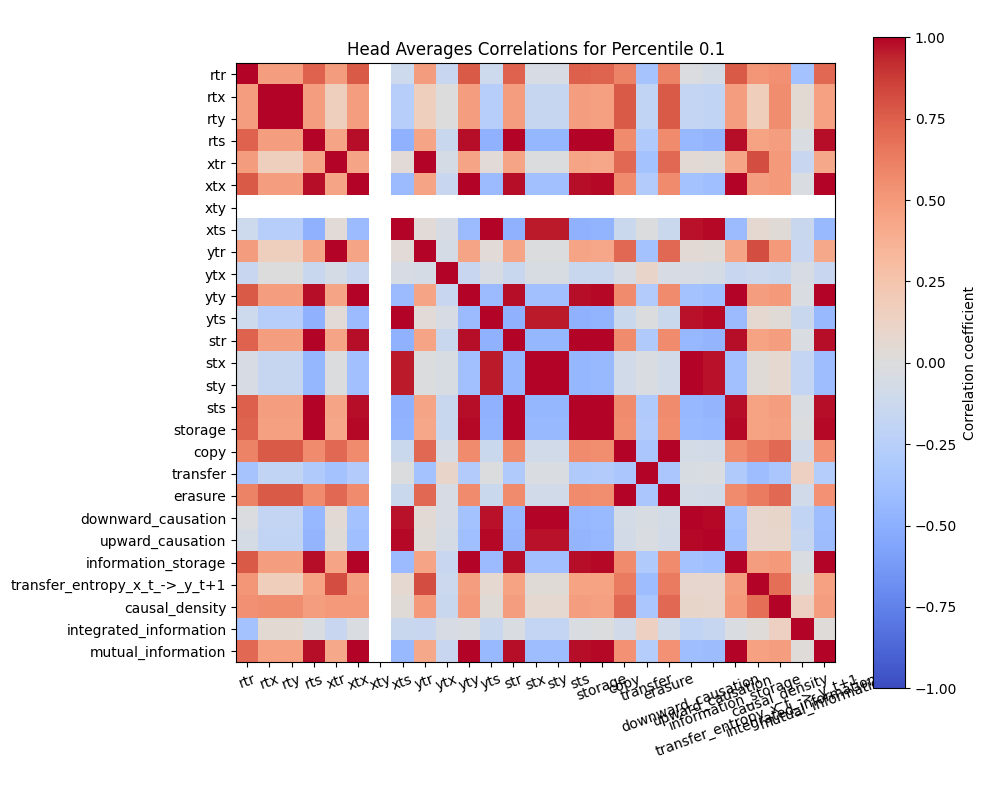 Head Averages Correlations for Percentile 0.1
rtr
rtx
rty
rts
xtr
xtx
xty
xts
ytr
ytx
yty
yts
str
stx
sty
sts
storage
copy
transfer
erasure
downward_causation
upward_causation
information_storage
transfer_entropy_x_t_->_y_t+1
causal_density
integrated_information
mutual_information
rtr
rtx
rty
rts
xtr
xtx
xty
xts
ytr
ytx
yty
yts
str
stx
sty
sts
storage
copy
transfer
erasure
downward_causation
upward_causation
information_storage
transfer_entropy_x_t_->_y_t+1
causal_density
integrated_information
mutual_information
1.00
0.75
0.50
0.25
0.00
−0.25
−0.50
−0.75
−1.00
Correlation coefficient